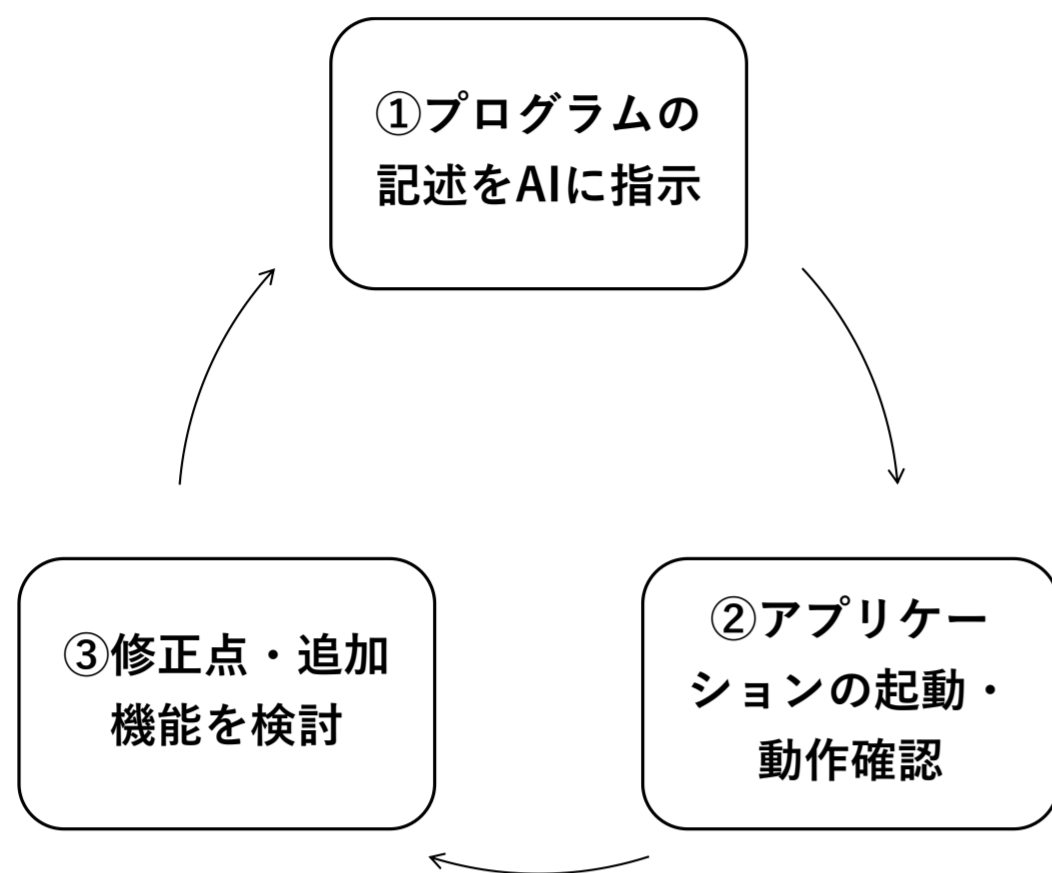 ①プログラムの
記述をAIに指示
③修正点・追加
機能を検討
②アプリケー
ションの起動・
動作確認